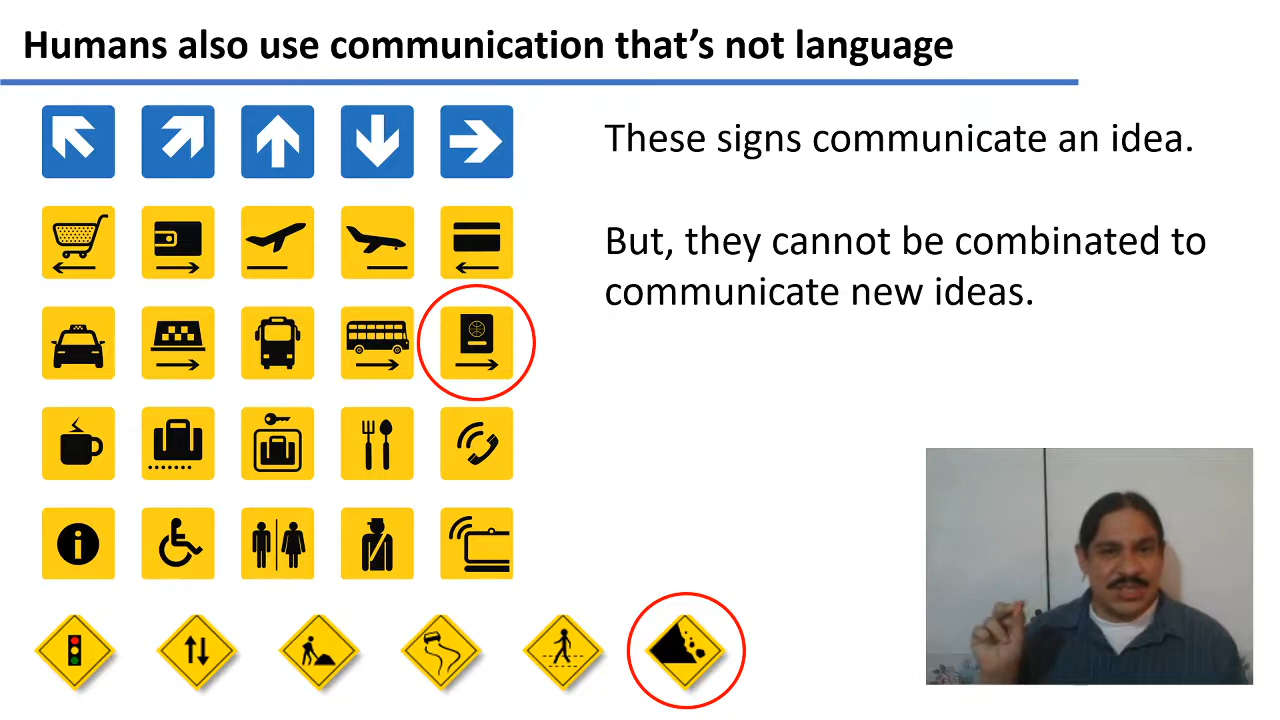 Humans also use communication that's not language
These signs communicate an idea.
But, they cannot be combinated to
communicate new ideas.